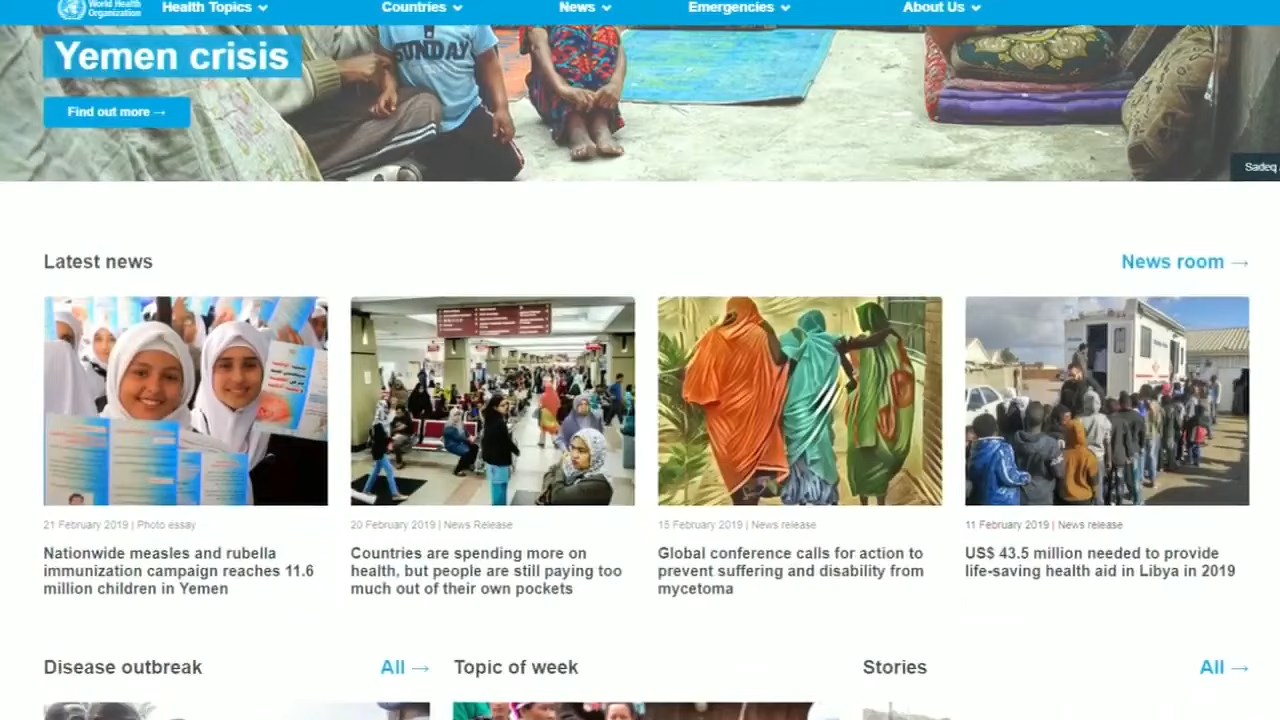 World Health
Organization
Health Topics
Countries
News
Emergencies
About Us
SUNDAY
Yemen crisis
Find out more →
Sadeq
Latest news
News room →
21 February 2019 | Photo essay
Nationwide measles and rubella
immunization campaign reaches 11.6
million children in Yemen
20 February 2019 | News Release
Countries are spending more on
health, but people are still paying too
much out of their own pockets
15 February 2019 | News release
Global conference calls for action to
prevent suffering and disability from
mycetoma
11 February 2019 | News release
US$ 43.5 million needed to provide
life-saving health aid in Libya in 2019
Disease outbreak
All →
Topic of week
Stories
All →